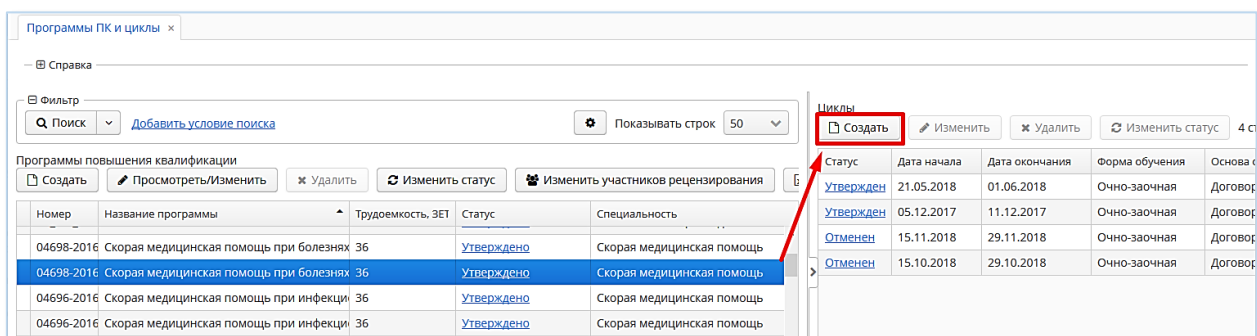 Программы ПК и циклы ×
Справка
Фильтр
Поиск Добавить условие поиска Показывать строк 50
Программы повышения квалификации
Создать Просмотреть/Изменить Удалить Изменить статус Изменить участников рецензирования
Номер Название программы Трудоемкость, ЗЕТ Статус Специальность
04698-2016 Скорая медицинская помощь при болезнях 36 Утверждено Скорая медицинская помощь
04698-2016 Скорая медицинская помощь при болезнях 36 Утверждено Скорая медицинская помощь
04696-2016 Скорая медицинская помощь при инфекци 36 Утверждено Скорая медицинская помощь
04696-2016 Скорая медицинская помощь при инфекци 36 Утверждено Скорая медицинская помощь
Циклы
Создать Изменить Удалить Изменить статус 4 ст
Статус Дата начала Дата окончания Форма обучения Основа о
Утвержден 21.05.2018 01.06.2018 Очно-заочная Договор
Утвержден 05.12.2017 11.12.2017 Очно-заочная Договор
Отменен 15.11.2018 29.11.2018 Очно-заочная Договор
Отменен 15.10.2018 29.10.2018 Очно-заочная Договор